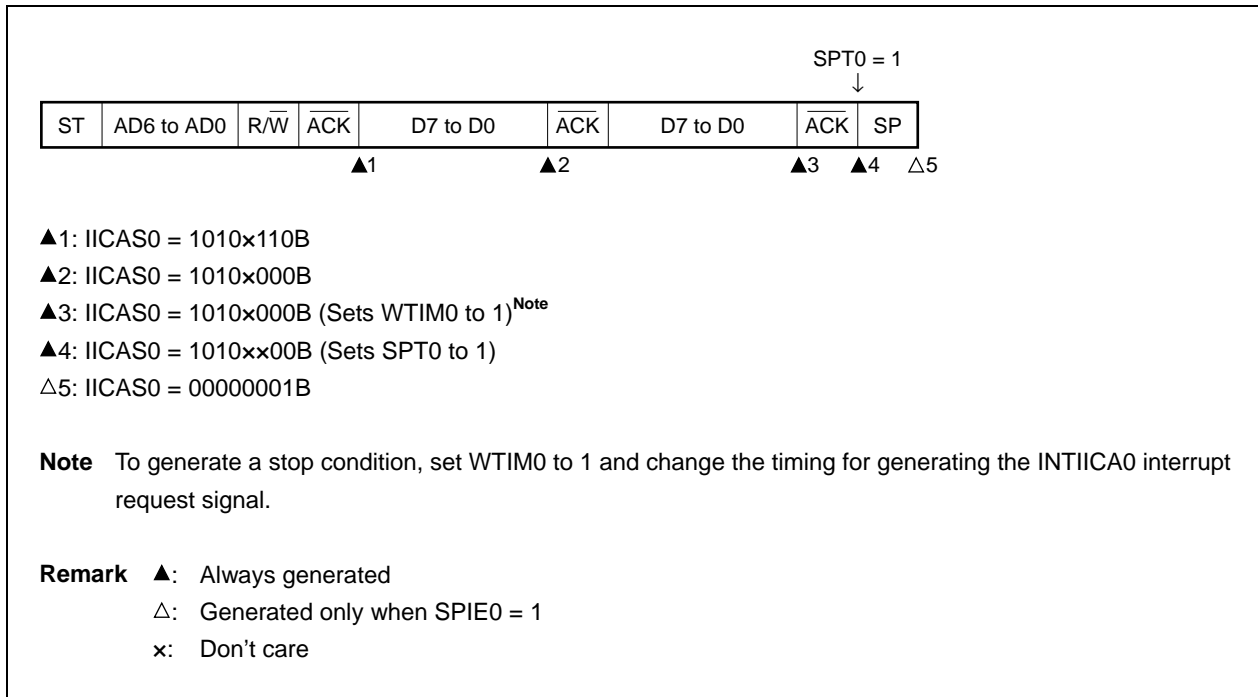 SPT0 = 1
↓
ST AD6 to AD0 R/W̅ A̅C̅K̅ D7 to D0 A̅C̅K̅ D7 to D0 A̅C̅K̅ SP
▲1 ▲2 ▲3 ▲4 △5
▲1: IICAS0 = 1010×110B
▲2: IICAS0 = 1010×000B
▲3: IICAS0 = 1010×000B (Sets WTIM0 to 1)Note
▲4: IICAS0 = 1010××00B (Sets SPT0 to 1)
△5: IICAS0 = 00000001B
Note To generate a stop condition, set WTIM0 to 1 and change the timing for generating the INTIICA0 interrupt
request signal.
Remark ▲: Always generated
△: Generated only when SPIE0 = 1
×: Don't care